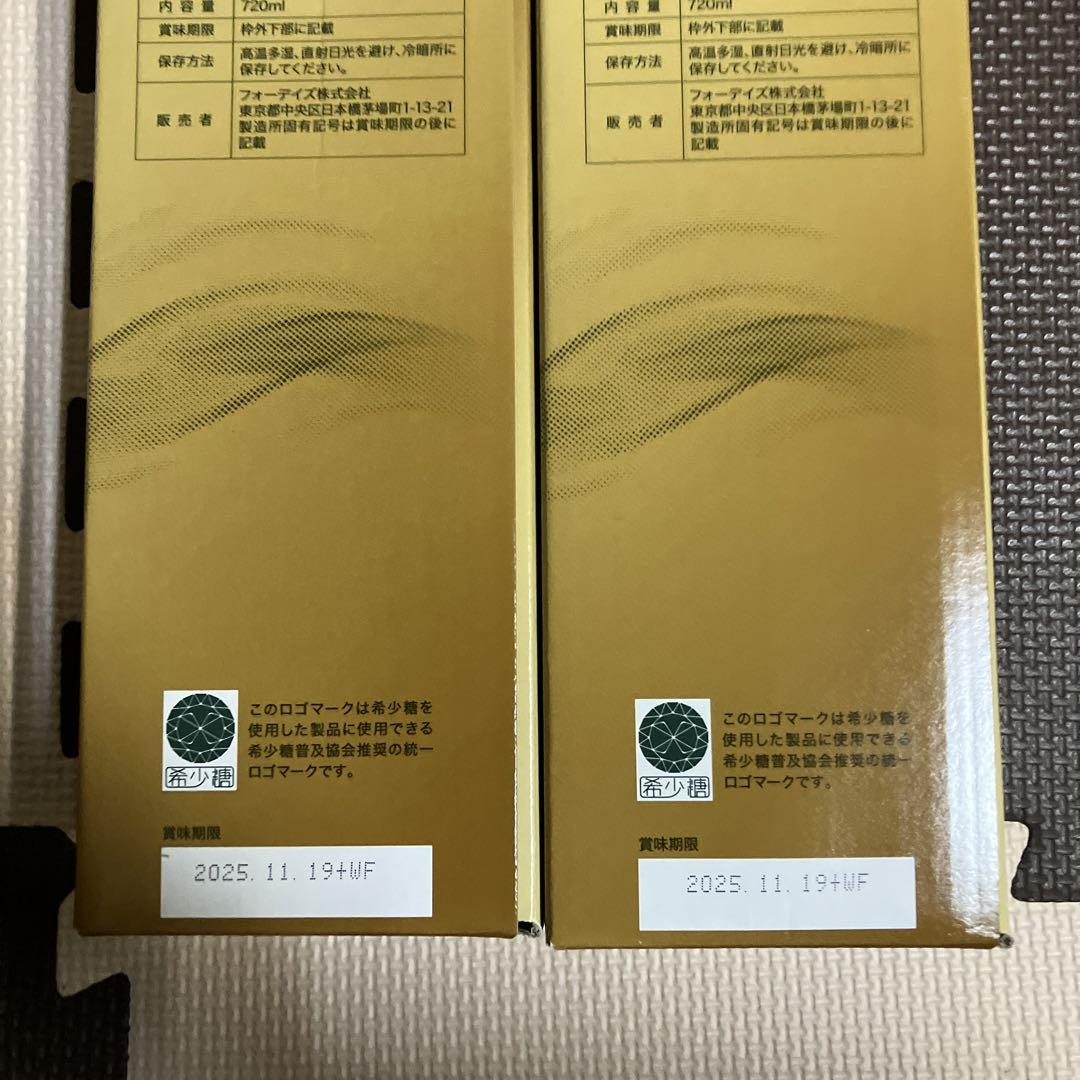 内容量 720ml
賞味期限 枠外下部に記載
保存方法 高温多湿、直射日光を避け、冷暗所に
保存してください。
販売者 フォーデイズ株式会社
東京都中央区日本橋茅場町1-13-21
製造所固有記号は賞味期限の後に
記載
このロゴマークは希少糖を
使用した製品に使用できる
希少糖普及協会推奨の統一
ロゴマークです。
希少糖
賞味期限
2025.11.19+WF
内容量 720ml
賞味期限 枠外下部に記載
保存方法 高温多湿、直射日光を避け、冷暗所に
保存してください。
販売者 フォーデイズ株式会社
東京都中央区日本橋茅場町1-13-21
製造所固有記号は賞味期限の後に
記載
このロゴマークは希少糖を
使用した製品に使用できる
希少糖普及協会推奨の統一
ロゴマークです。
希少糖
賞味期限
2025.11.19+WF